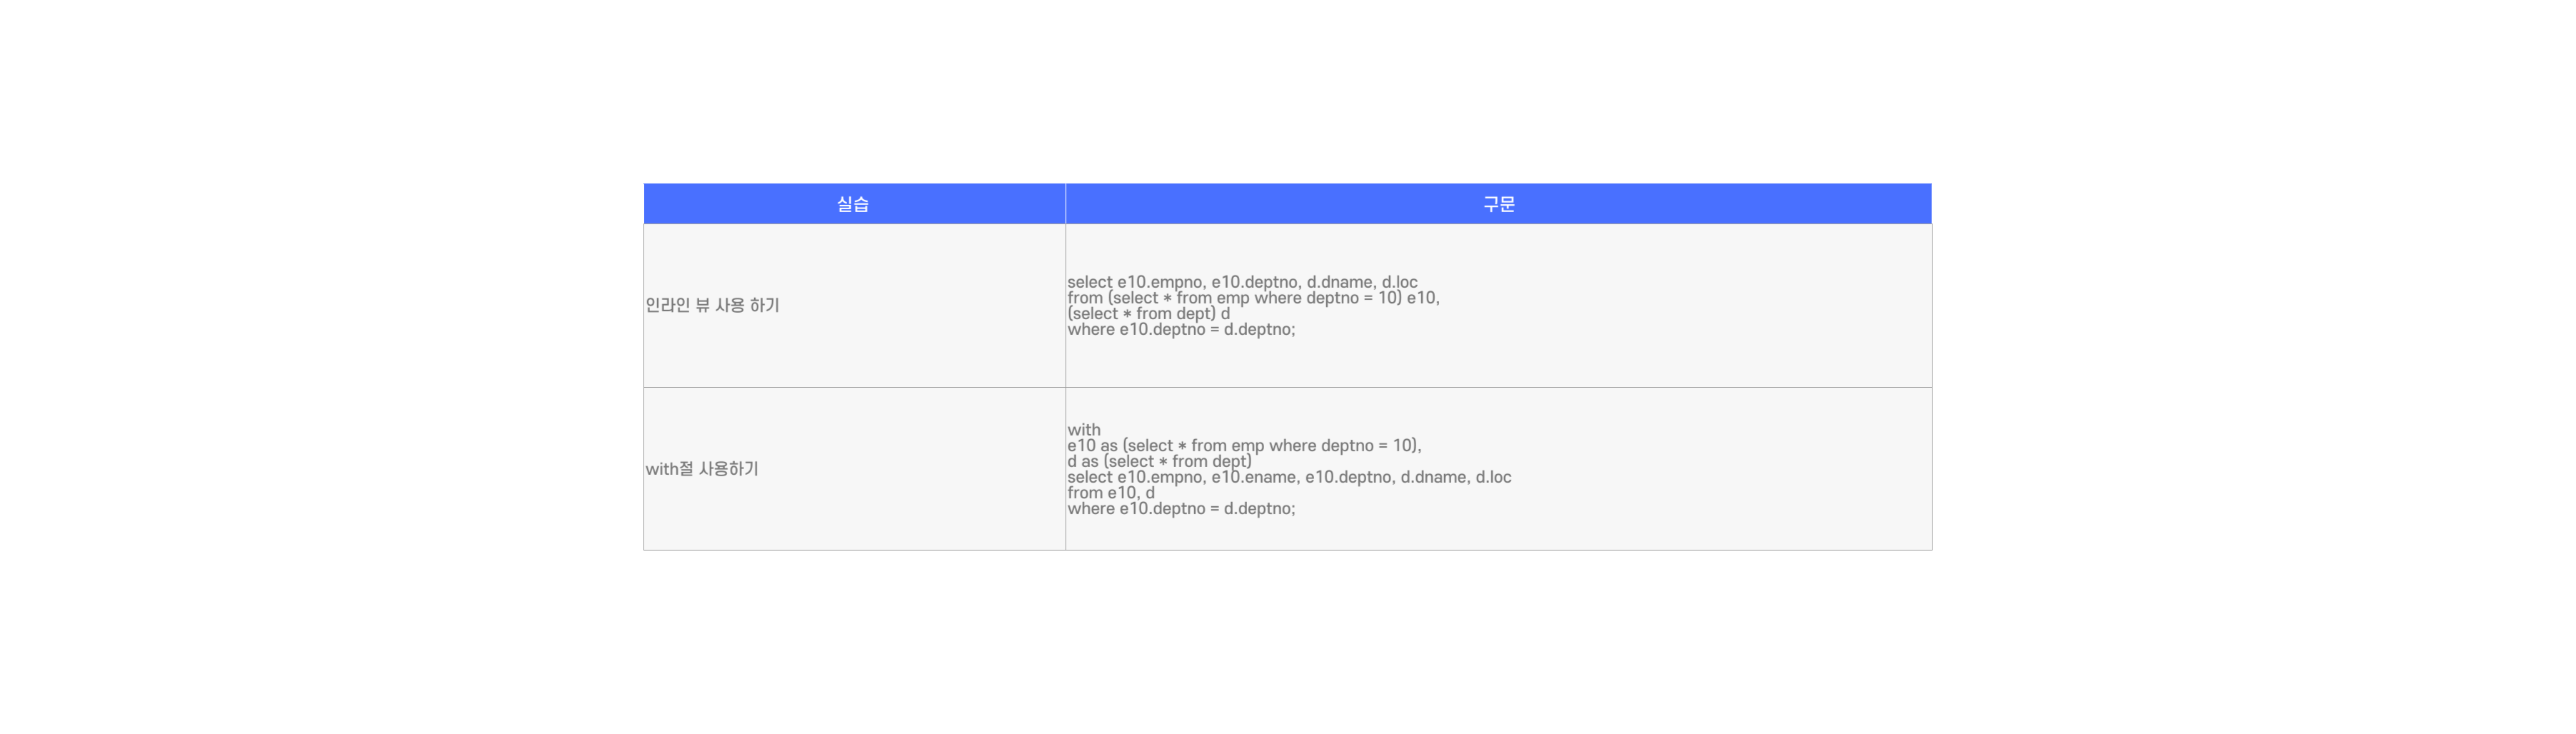 실습
구문
인라인 뷰 사용 하기
select e10.empno, e10.deptno, d.dname, d.loc
from (select * from emp where deptno = 10) e10,
(select * from dept) d
where e10.deptno = d.deptno;
with절 사용하기
with
e10 as (select * from emp where deptno = 10),
d as (select * from dept)
select e10.empno, e10.ename, e10.deptno, d.dname, d.loc
from e10, d
where e10.deptno = d.deptno;